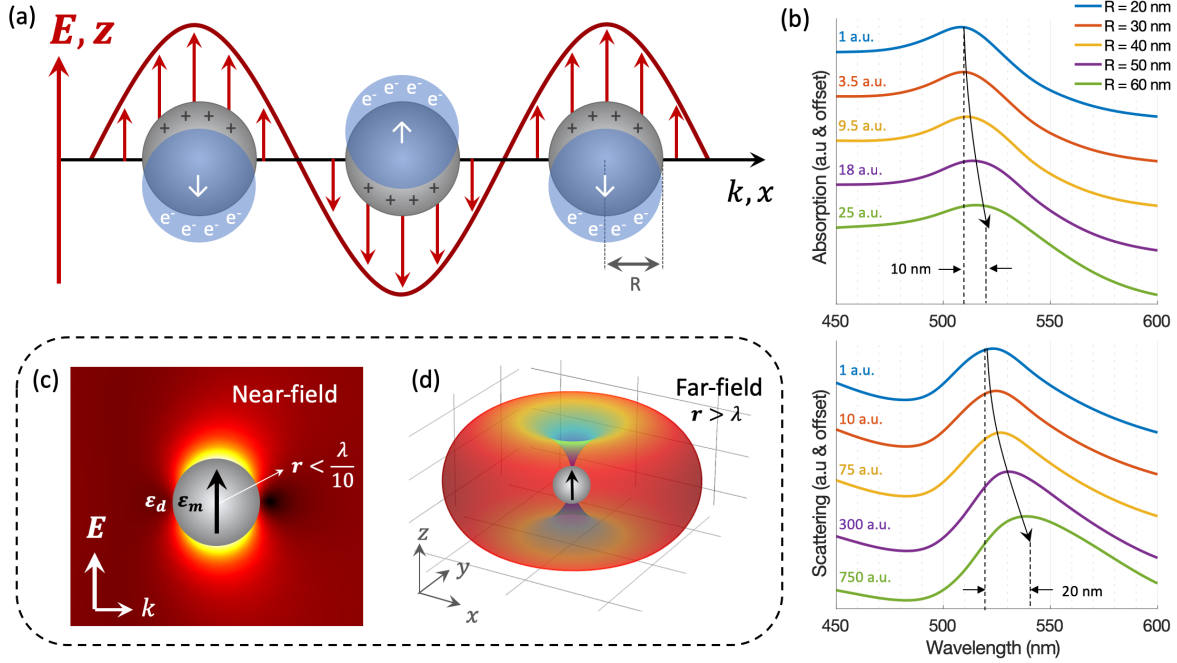 (a)
E, z
e⁻ e⁻ e⁻ e⁻
+ + + + +
+ + + + +
+ + + + +
e⁻ e⁻ e⁻ e⁻
e⁻ e⁻ e⁻ e⁻
k, x
R
(b)
R = 20 nm
R = 30 nm
R = 40 nm
R = 50 nm
R = 60 nm
Absorption (a.u & offset)
1 a.u.
3.5 a.u.
9.5 a.u.
18 a.u.
25 a.u.
10 nm
450 500 550 600
Scattering (a.u & offset)
1 a.u.
10 a.u.
75 a.u.
300 a.u.
750 a.u.
20 nm
450 500 550 600
Wavelength (nm)
(c)
Near-field
r < λ/10
ε_d ε_m
E
k
(d)
Far-field
r > λ
z
y
x